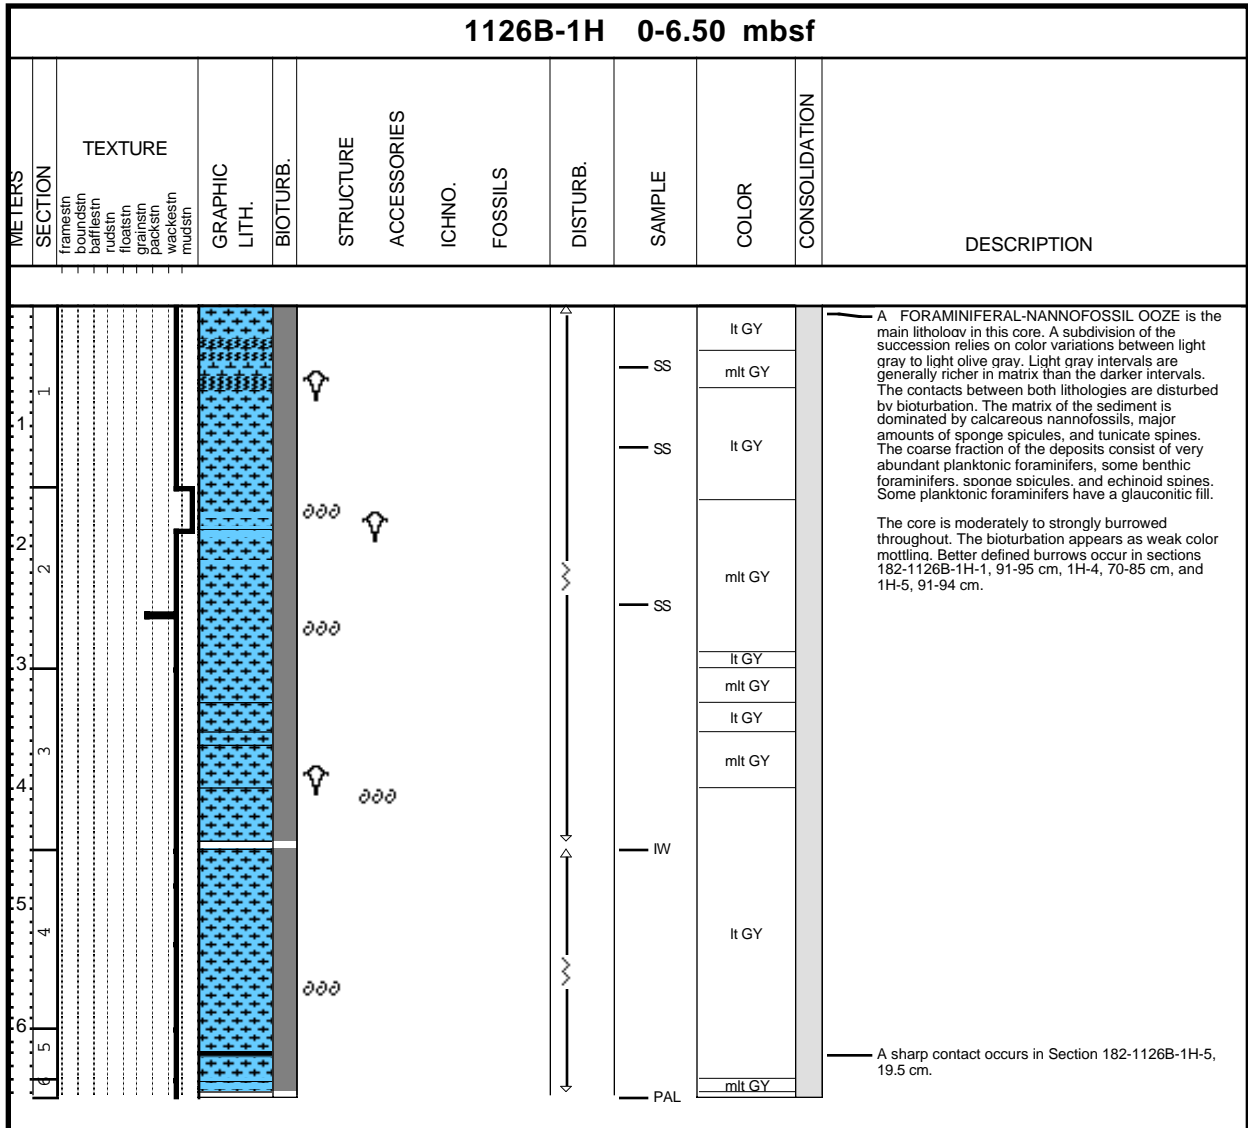 1126B-1H 0-6.50 mbsf
METERS
SECTION
TEXTURE
framestn
boundstn
bafflestn
rudstn
floatstn
grainstn
packstn
wackestn
mudstn
GRAPHIC
LITH.
BIOTURB.
STRUCTURE
ACCESSORIES
ICHNO.
FOSSILS
DISTURB.
SAMPLE
COLOR
CONSOLIDATION
DESCRIPTION
1
2
3
4
5
6
1
2
3
4
5
6
SS
SS
SS
IW
PAL
lt GY
mlt GY
lt GY
mlt GY
lt GY
mlt GY
lt GY
mlt GY
lt GY
mlt GY
A FORAMINIFERAL-NANNOFOSSIL OOZE is the
main lithology in this core. A subdivision of the
succession relies on color variations between light
gray to light olive gray. Light gray intervals are
generally richer in matrix than the darker intervals.
The contacts between both lithologies are disturbed
by bioturbation. The matrix of the sediment is
dominated by calcareous nannofossils, major
amounts of sponge spicules, and tunicate spines.
The coarse fraction of the deposits consist of very
abundant planktonic foraminifers, some benthic
foraminifers, sponge spicules, and echinoid spines.
Some planktonic foraminifers have a glauconitic fill.
The core is moderately to strongly burrowed
throughout. The bioturbation appears as weak color
mottling. Better defined burrows occur in sections
182-1126B-1H-1, 91-95 cm, 1H-4, 70-85 cm, and
1H-5, 91-94 cm.
A sharp contact occurs in Section 182-1126B-1H-5,
19.5 cm.